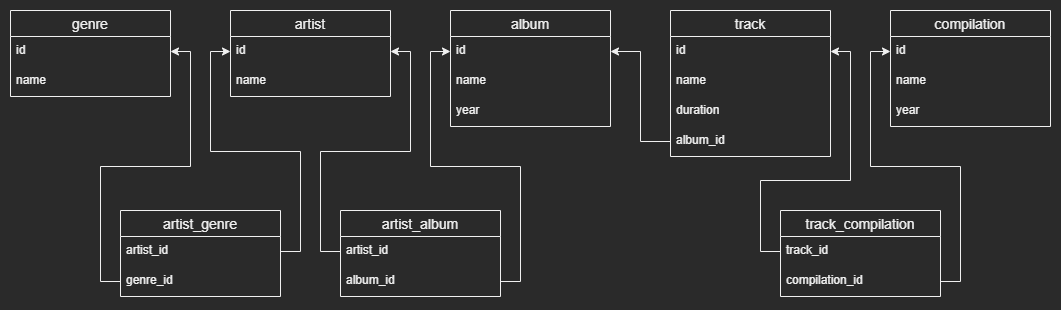 genre
id
name
artist
id
name
album
id
name
year
track
id
name
duration
album_id
compilation
id
name
year
artist_genre
artist_id
genre_id
artist_album
artist_id
album_id
track_compilation
track_id
compilation_id